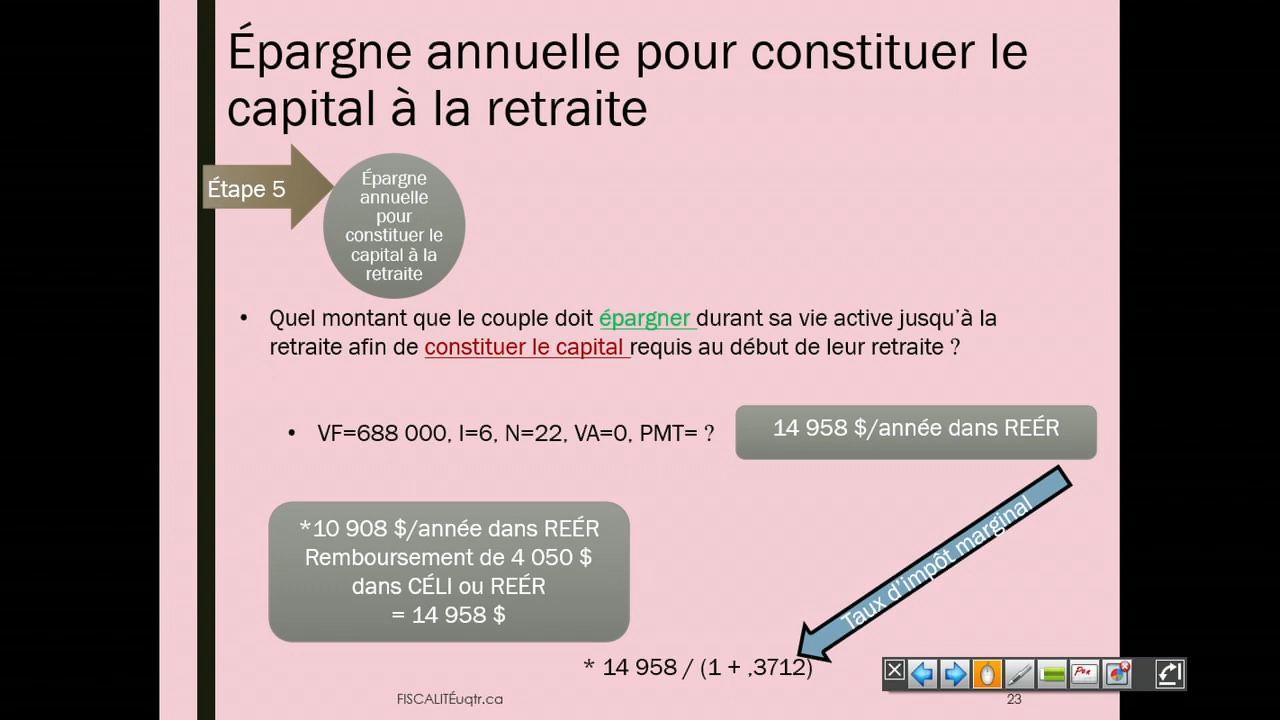 Épargne annuelle pour constituer le
capital à la retraite
Étape 5
Épargne
annuelle
pour
constituer le
capital à la
retraite
• Quel montant que le couple doit épargner durant sa vie active jusqu'à la
retraite afin de constituer le capital requis au début de leur retraite ?
• VF=688 000, I=6, N=22, VA=0, PMT= ?
14 958 $/année dans REÉR
Taux d'impôt marginal
*10 908 $/année dans REÉR
Remboursement de 4 050 $
dans CÉLI ou REÉR
= 14 958 $
* 14 958 / (1 + ,3712)
FISCALITÉuqtr.ca
23
Pen